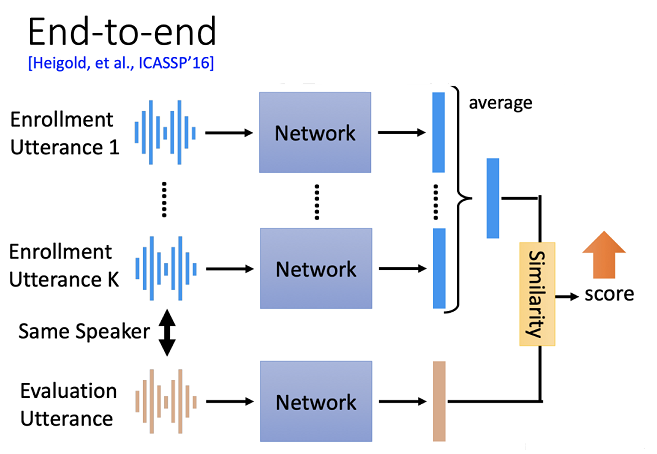 End-to-end
[Heigold, et al., ICASSP'16]
Enrollment
Utterance 1
Network
average
Enrollment
Utterance K
Network
Similarity
score
Same Speaker
Evaluation
Utterance
Network